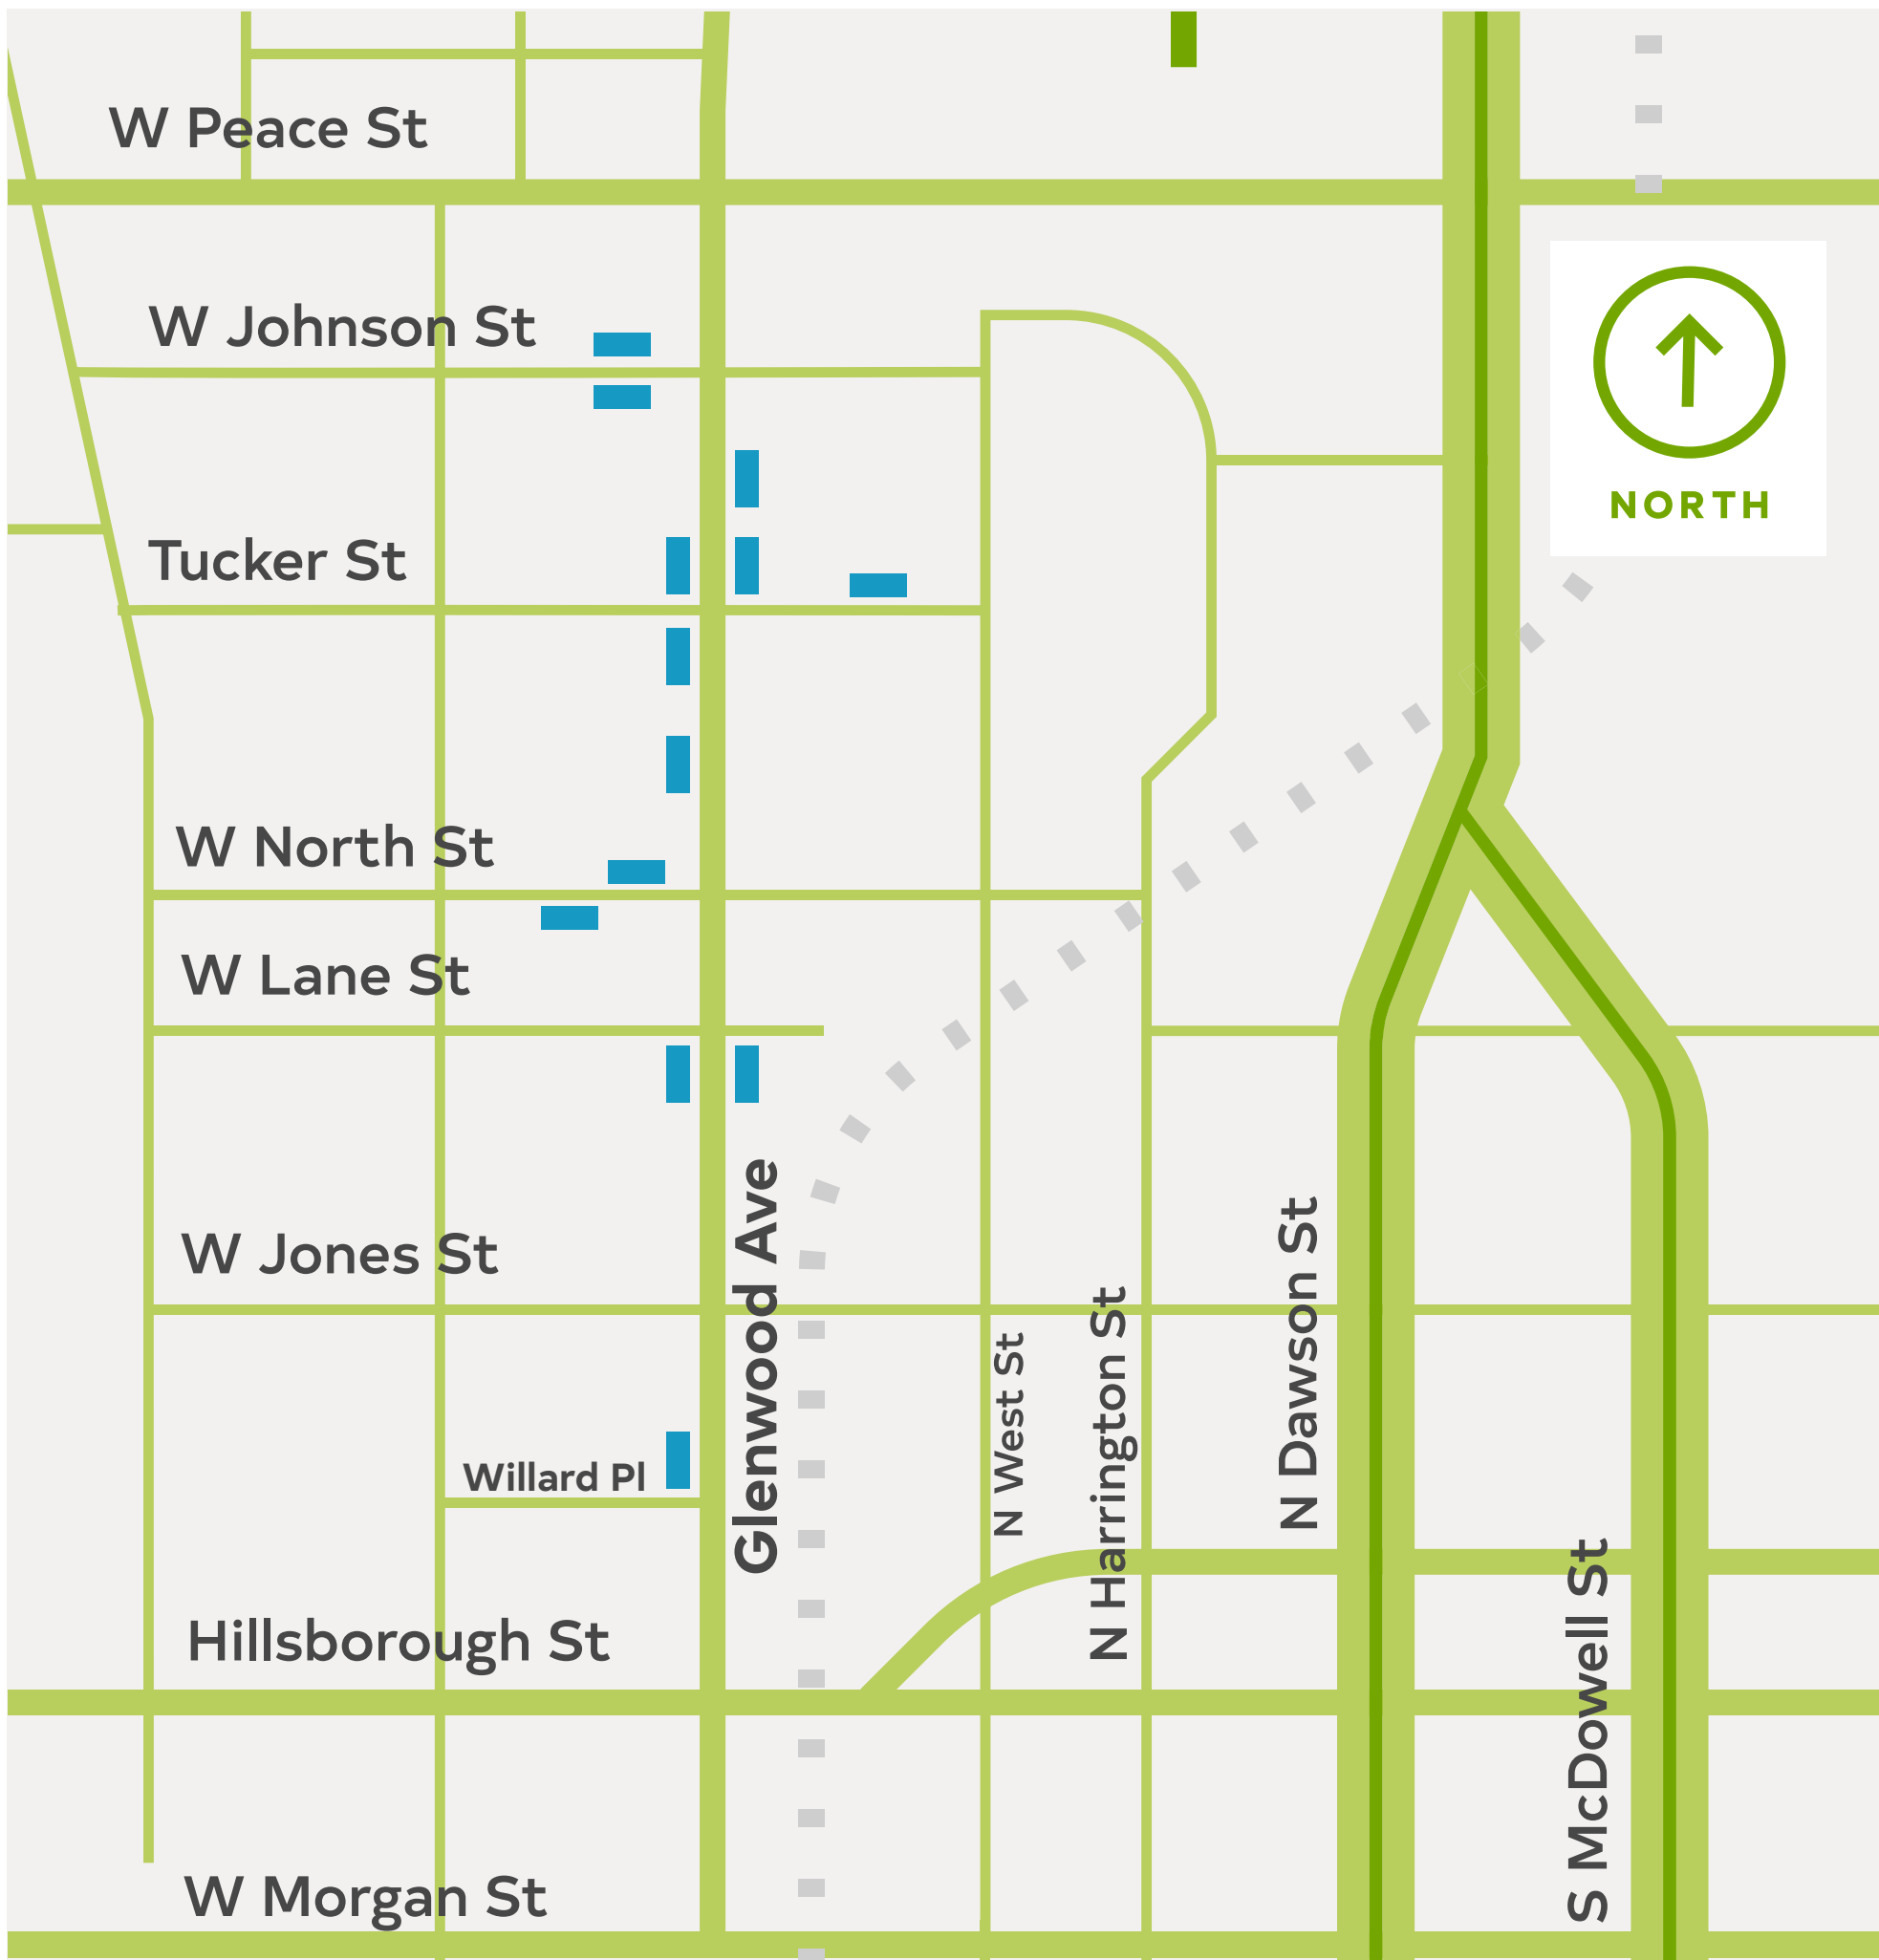 W Peace St
W Johnson St
NORTH
Tucker St
W North St
W Lane St
W Jones St
Glenwood Ave
N West St
N Harrington St
N Dawson St
Willard Pl
S McDowell St
Hillsborough St
W Morgan St